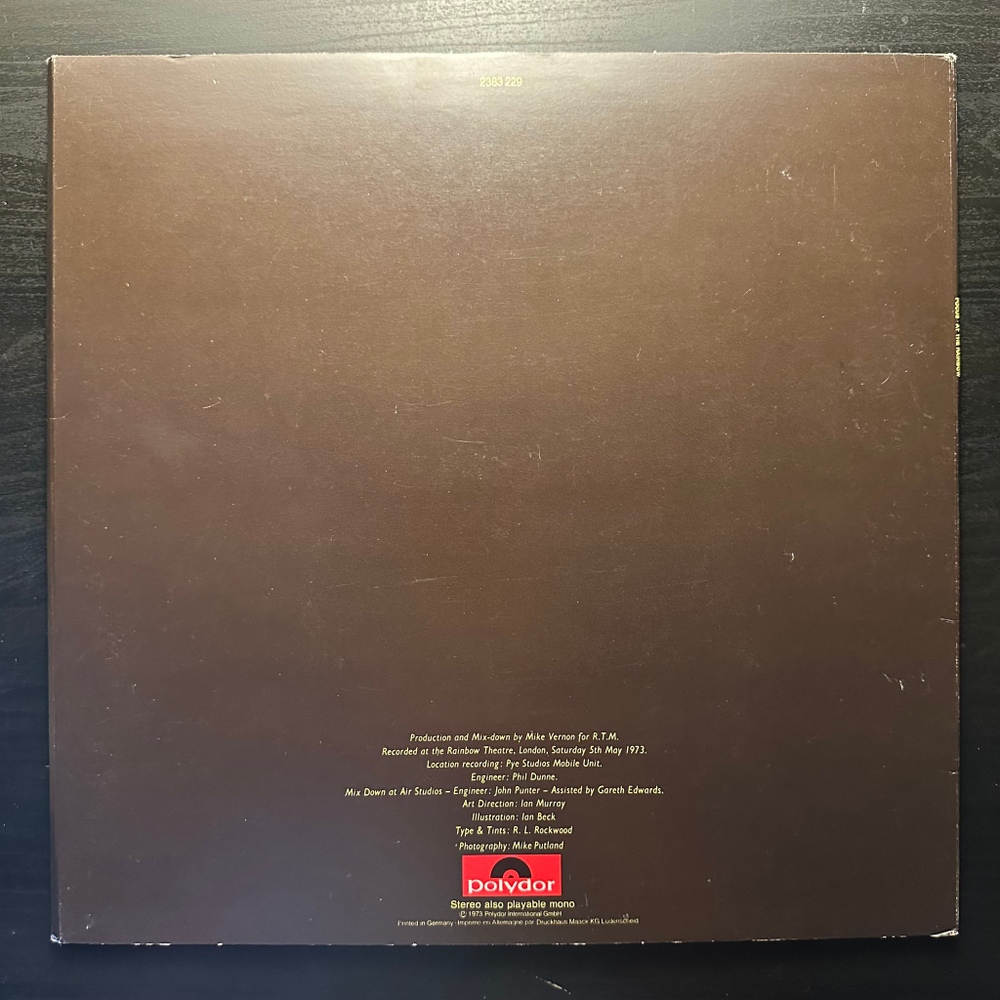 2383 229
FOCUS · AT THE RAINBOW
Production and Mix-down by Mike Vernon for R.T.M.
Recorded at the Rainbow Theatre, London, Saturday 5th May 1973.
Location recording: Pye Studios Mobile Unit.
Engineer: Phil Dunne.
Mix Down at Air Studios – Engineer: John Punter – Assisted by Gareth Edwards.
Art Direction: Ian Murray
Illustration: Ian Beck
Type & Tints: R. L. Rockwood
Photography: Mike Putland
polydor
Stereo also playable mono
© 1973 Polydor International GmbH
Printed in Germany · Imprimé en Allemagne par Druckhaus Maack KG Lüdenscheid